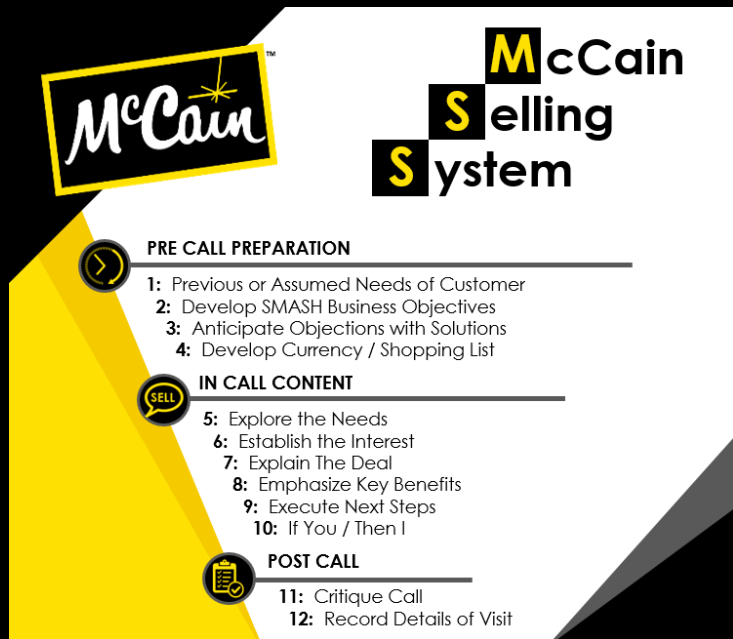 McCain
TM
McCain
Selling
System
PRE CALL PREPARATION
1: Previous or Assumed Needs of Customer
2: Develop SMASH Business Objectives
3: Anticipate Objections with Solutions
4: Develop Currency / Shopping List
SELL
IN CALL CONTENT
5: Explore the Needs
6: Establish the Interest
7: Explain The Deal
8: Emphasize Key Benefits
9: Execute Next Steps
10: If You / Then I
POST CALL
11: Critique Call
12: Record Details of Visit